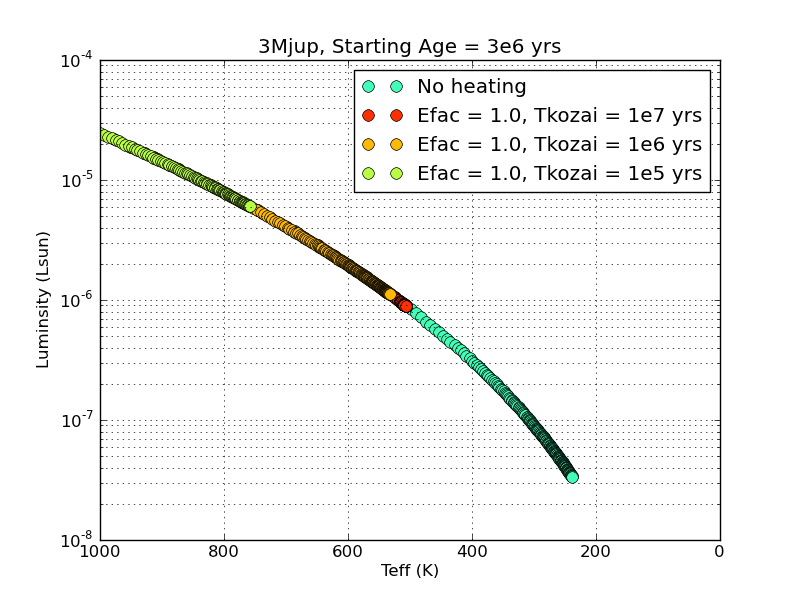 3Mjup, Starting Age = 3e6 yrs
No heating
Efac = 1.0, Tkozai = 1e7 yrs
Efac = 1.0, Tkozai = 1e6 yrs
Efac = 1.0, Tkozai = 1e5 yrs
10^-4
10^-5
10^-6
10^-7
10^-8
Luminsity (Lsun)
1000 800 600 400 200 0
Teff (K)